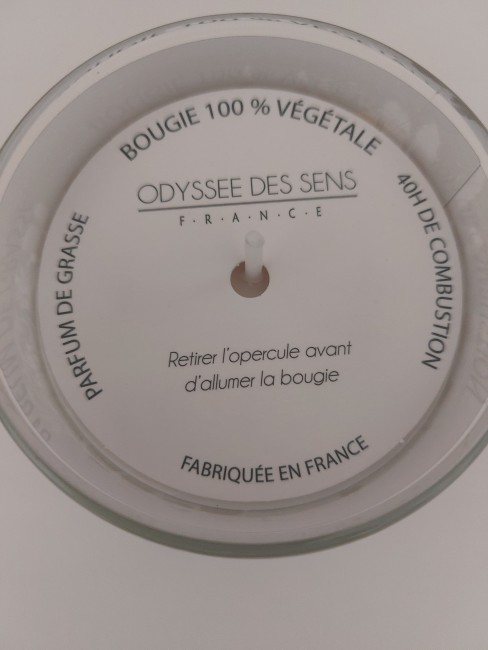 BOUGIE 100 % VÉGÉTALE
ODYSSEE DES SENS
F·R·A·N·C·E
40H DE COMBUSTION
PARFUM DE GRASSE
Retirer l'opercule avant
d'allumer la bougie
FABRIQUÉE EN FRANCE